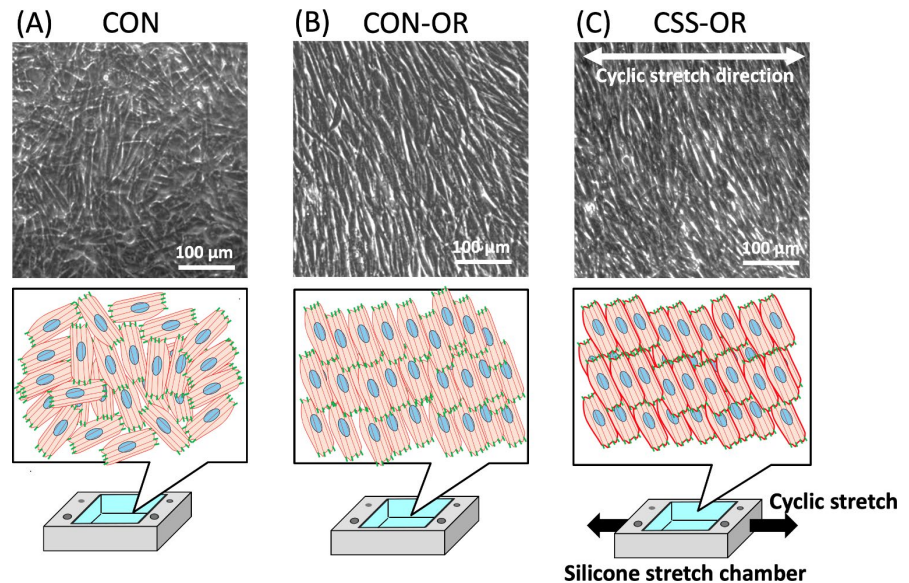 (A) CON
(B) CON-OR
(C) CSS-OR
Cyclic stretch direction
100 µm
100 µm
100 µm
Cyclic stretch
Silicone stretch chamber